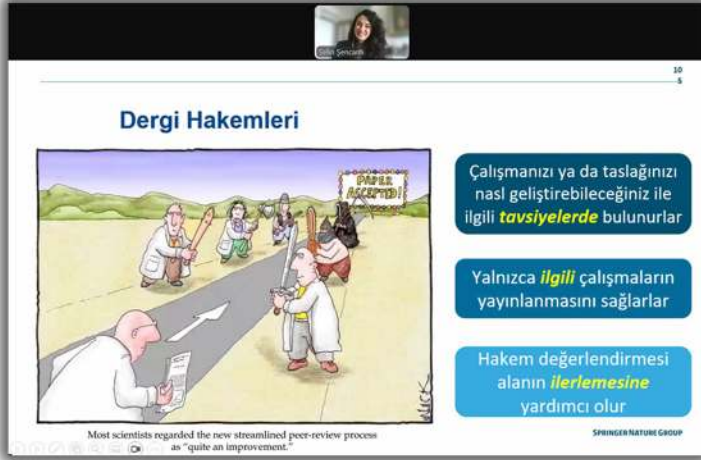 Selin Şencanlı
10
5
Dergi Hakemleri
PAPER
ACCEPTED!
Çalışmanızı ya da taslağınızı
nasl geliştirebileceğiniz ile
ilgili tavsiyelerde bulunurlar
Yalnızca ilgili çalışmaların
yayınlanmasını sağlarlar
Hakem değerlendirmesi
alanın ilerlemesine
yardımcı olur
NICK
Most scientists regarded the new streamlined peer-review process
as "quite an improvement."
SPRINGER NATURE GROUP